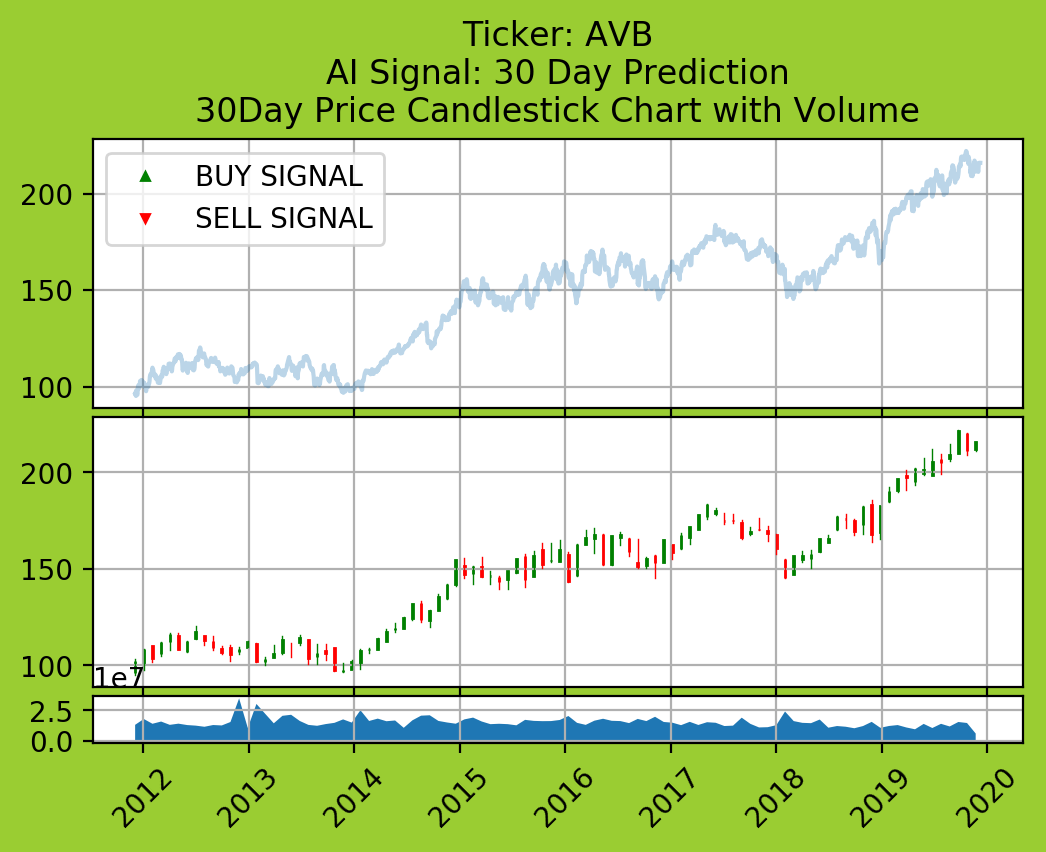 Ticker: AVB
AI Signal: 30 Day Prediction
30Day Price Candlestick Chart with Volume
BUY SIGNAL
SELL SIGNAL
200
150
100
200
150
100
1e7
2.5
0.0
2012 2013 2014 2015 2016 2017 2018 2019 2020